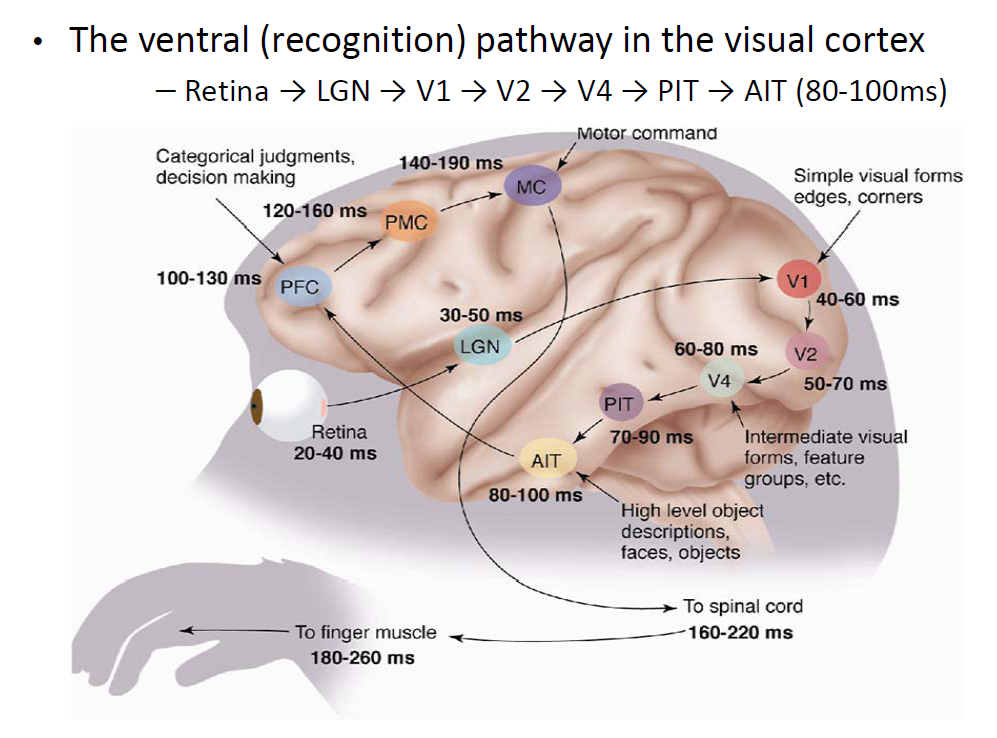 • The ventral (recognition) pathway in the visual cortex
– Retina → LGN → V1 → V2 → V4 → PIT → AIT (80-100ms)
Motor command
Categorical judgments,
decision making
140-190 ms
MC
Simple visual forms
edges, corners
120-160 ms
PMC
100-130 ms
PFC
V1
40-60 ms
30-50 ms
LGN
60-80 ms
V2
V4
50-70 ms
PIT
Retina
20-40 ms
70-90 ms
Intermediate visual
forms, feature
groups, etc.
AIT
80-100 ms
High level object
descriptions,
faces, objects
To spinal cord
160-220 ms
To finger muscle
180-260 ms